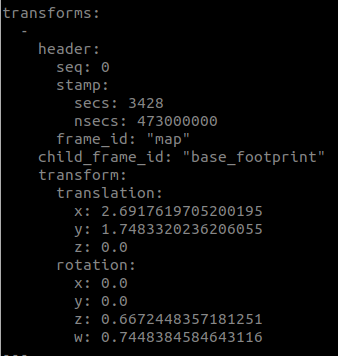 transforms:
  -
    header:
      seq: 0
      stamp:
        secs: 3428
        nsecs: 473000000
      frame_id: "map"
    child_frame_id: "base_footprint"
    transform:
      translation:
        x: 2.6917619705200195
        y: 1.7483320236206055
        z: 0.0
      rotation:
        x: 0.0
        y: 0.0
        z: 0.6672448357181251
        w: 0.7448384584643116
---